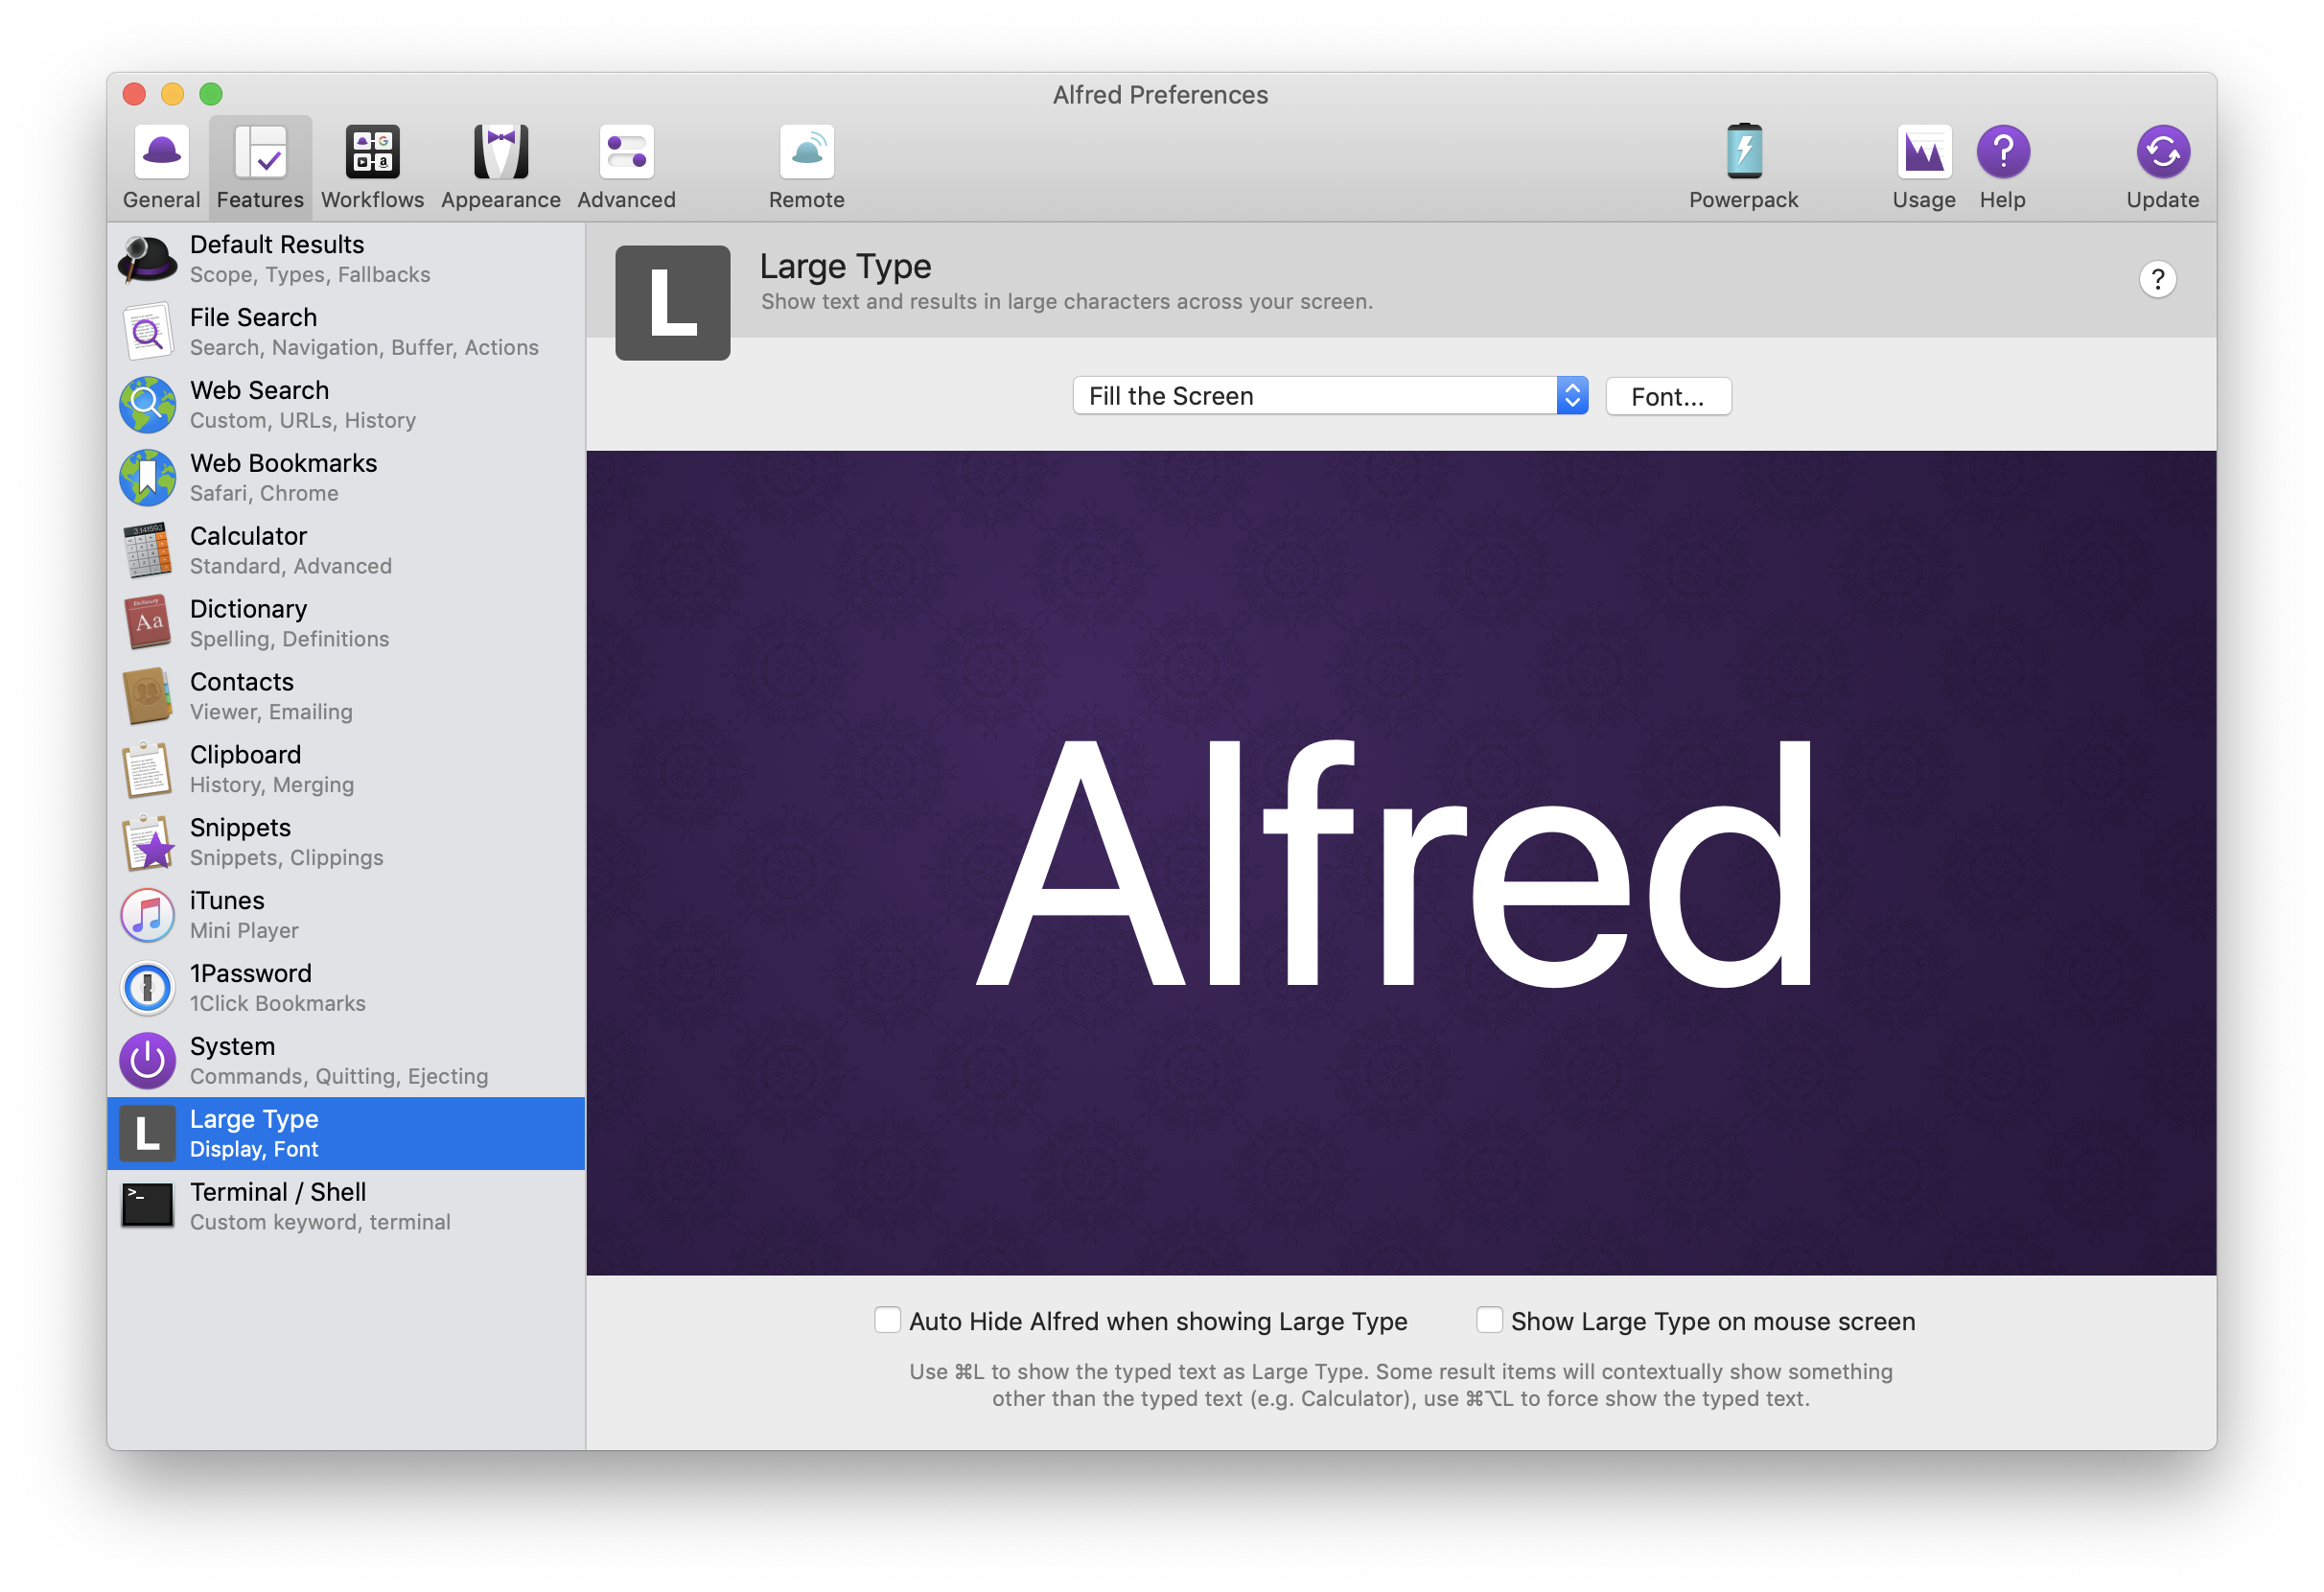 Alfred Preferences
General
Features
Workflows
Appearance
Advanced
Remote
Powerpack
Usage
Help
Update
Default Results
Scope, Types, Fallbacks
File Search
Search, Navigation, Buffer, Actions
Web Search
Custom, URLs, History
Web Bookmarks
Safari, Chrome
Calculator
Standard, Advanced
Dictionary
Spelling, Definitions
Contacts
Viewer, Emailing
Clipboard
History, Merging
Snippets
Snippets, Clippings
iTunes
Mini Player
1Password
1Click Bookmarks
System
Commands, Quitting, Ejecting
L
Large Type
Display, Font
Terminal / Shell
Custom keyword, terminal
L
Large Type
Show text and results in large characters across your screen.
?
Fill the Screen
Font...
Alfred
Auto Hide Alfred when showing Large Type
Show Large Type on mouse screen
Use ⌘L to show the typed text as Large Type. Some result items will contextually show something
other than the typed text (e.g. Calculator), use ⌘⌥L to force show the typed text.